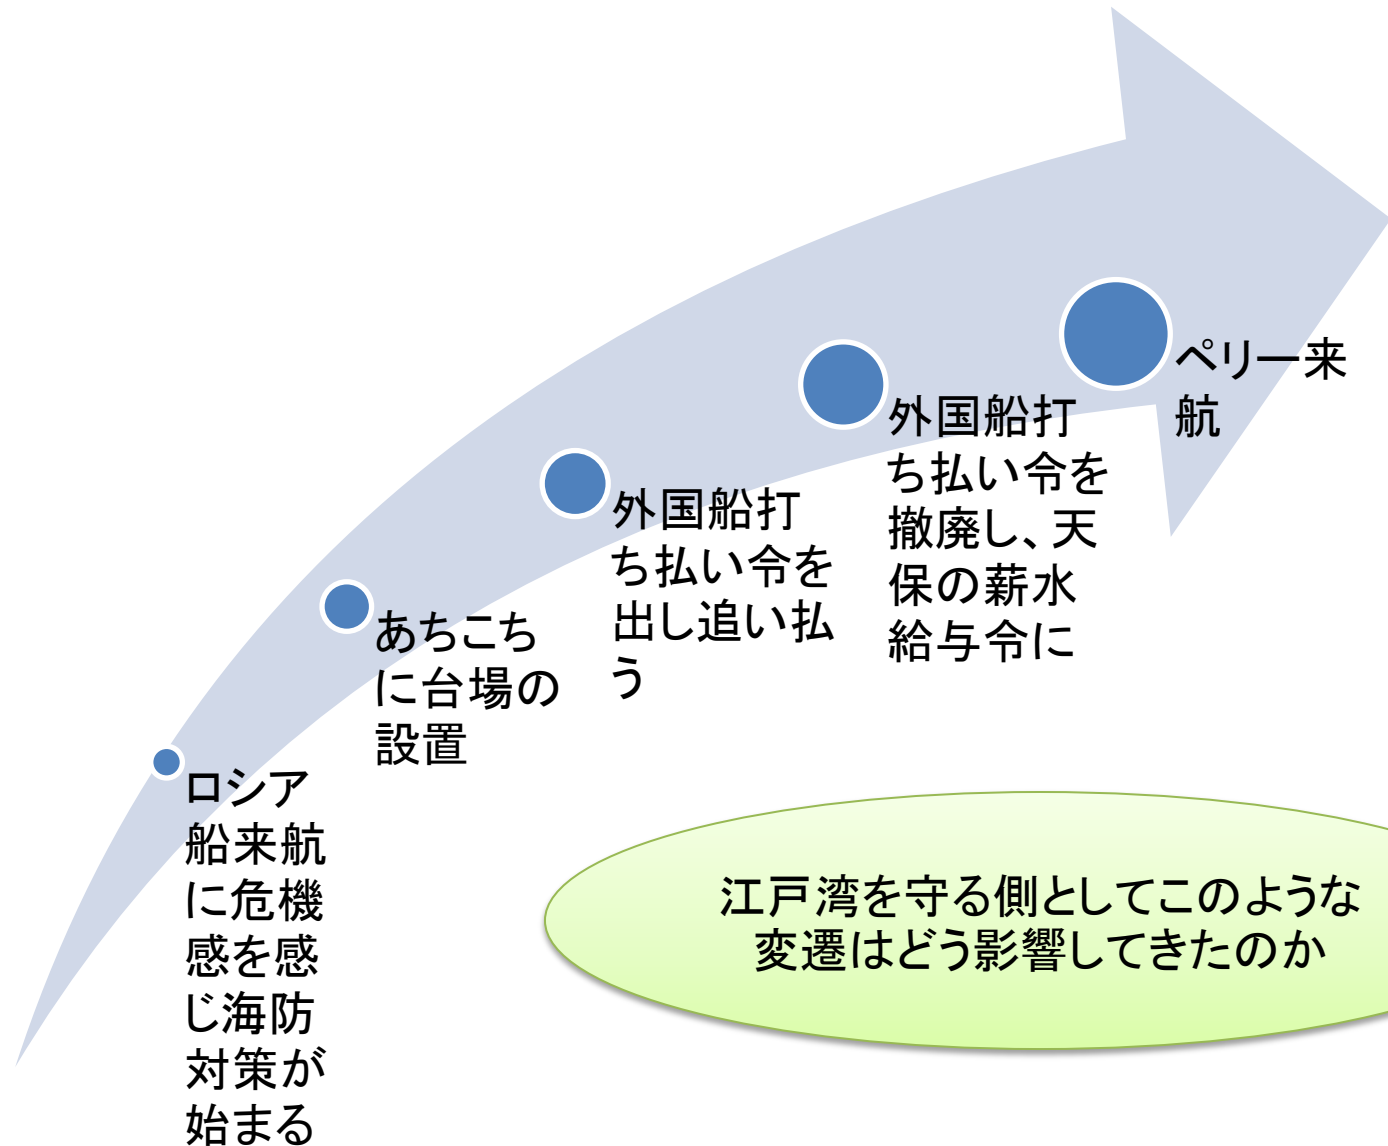 ロシア
船来航
に危機
感を感
じ海防
対策が
始まる
あちこち
に台場の
設置
外国船打
ち払い令を
出し追い払
う
外国船打
ち払い令を
撤廃し、天
保の薪水
給与令に
ペリー来
航
江戸湾を守る側としてこのような
変遷はどう影響してきたのか